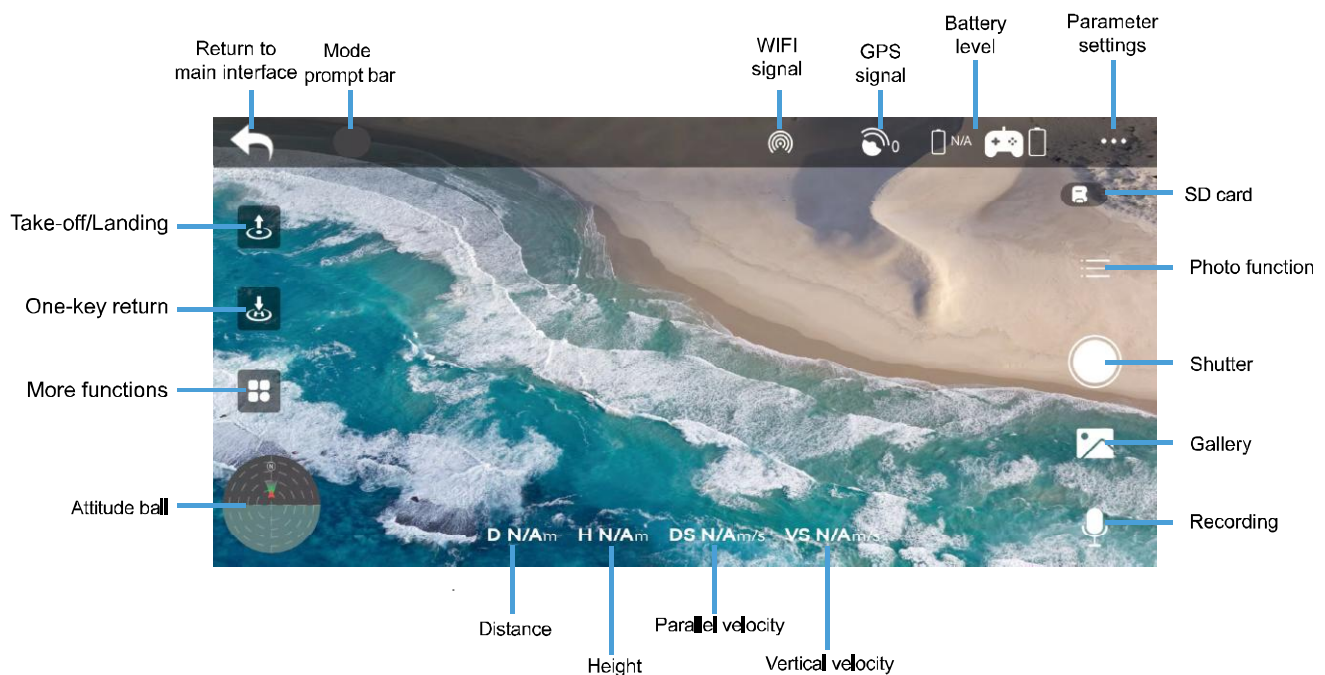 Return to
main interface
Mode
prompt bar
WIFI
signal
GPS
signal
Battery
level
Parameter
settings
0
N/A
SD card
Take-off/Landing
Photo function
One-key return
Shutter
More functions
Gallery
N
Attitude ball
Recording
D N/Am
H N/Am
DS N/Am/s
VS N/Am/s
Distance
Height
Parallel velocity
Vertical velocity